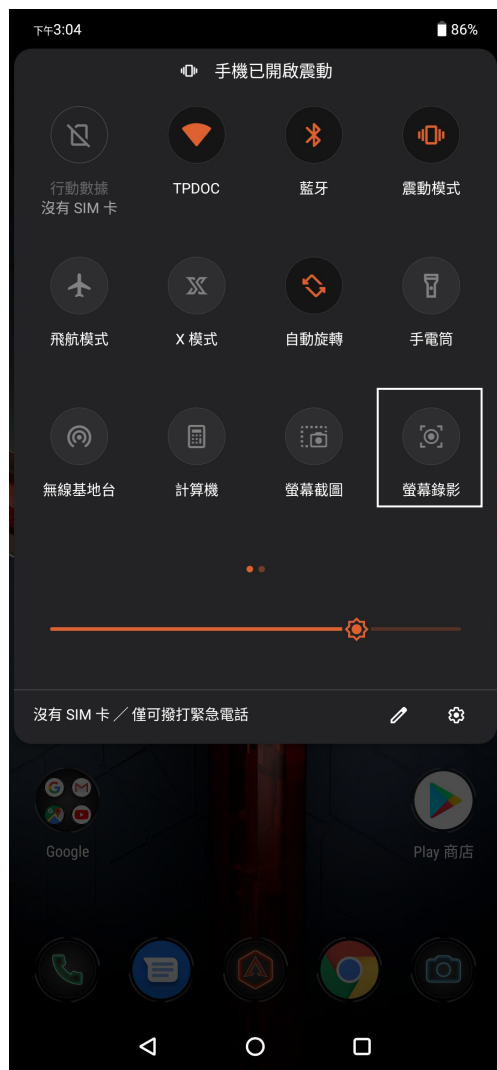 下午3:04
86%
手機已開啟震動
行動數據
沒有 SIM 卡
TPDOC
藍牙
震動模式
飛航模式
X 模式
自動旋轉
手電筒
無線基地台
計算機
螢幕截圖
螢幕錄影
沒有 SIM 卡／僅可撥打緊急電話
Google
Play 商店